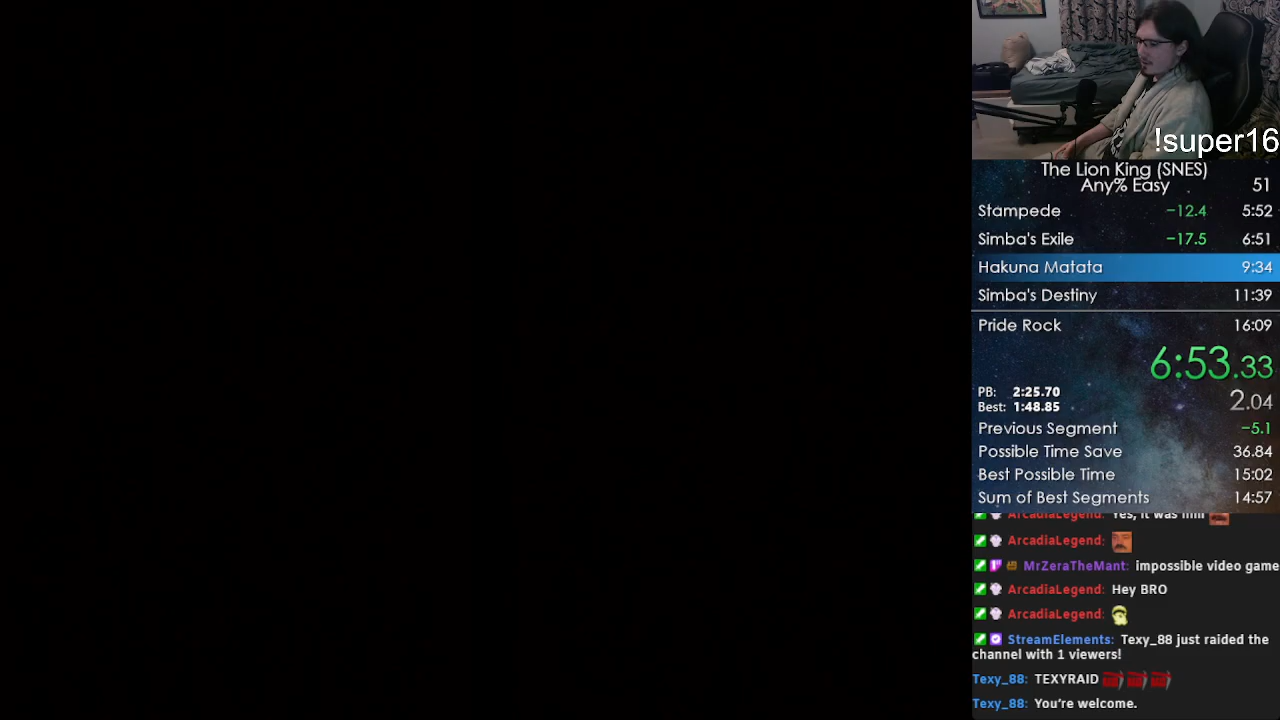 !super16
The Lion King (SNES)
Any% Easy 51
Stampede −12.4 5:52
Simba's Exile −17.5 6:51
Hakuna Matata 9:34
Simba's Destiny 11:39
Pride Rock 16:09
6:53.33
PB: 2:25.70
Best: 1:48.85
2.04
Previous Segment −5.1
Possible Time Save 36.84
Best Possible Time 15:02
Sum of Best Segments 14:57
ArcadiaLegend: Yes, it was him
ArcadiaLegend:
MrZeraTheMant: impossible video game
ArcadiaLegend: Hey BRO
ArcadiaLegend:
StreamElements: Texy_88 just raided the
channel with 1 viewers!
Texy_88: TEXYRAID
Texy_88: You're welcome.